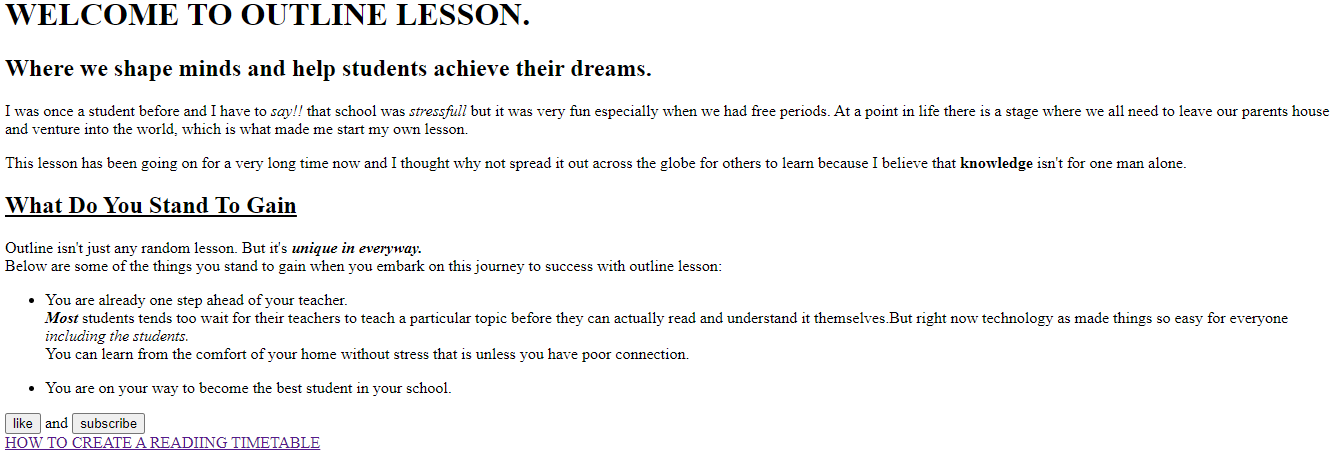 WELCOME TO OUTLINE LESSON.
Where we shape minds and help students achieve their dreams.
I was once a student before and I have to say!! that school was stressfull but it was very fun especially when we had free periods. At a point in life there is a stage where we all need to leave our parents house
and venture into the world, which is what made me start my own lesson.
This lesson has been going on for a very long time now and I thought why not spread it out across the globe for others to learn because I believe that knowledge isn't for one man alone.
What Do You Stand To Gain
Outline isn't just any random lesson. But it's unique in everyway.
Below are some of the things you stand to gain when you embark on this journey to success with outline lesson:
• You are already one step ahead of your teacher.
Most students tends too wait for their teachers to teach a particular topic before they can actually read and understand it themselves.But right now technology as made things so easy for everyone
including the students.
You can learn from the comfort of your home without stress that is unless you have poor connection.
• You are on your way to become the best student in your school.
like and subscribe
HOW TO CREATE A READIING TIMETABLE